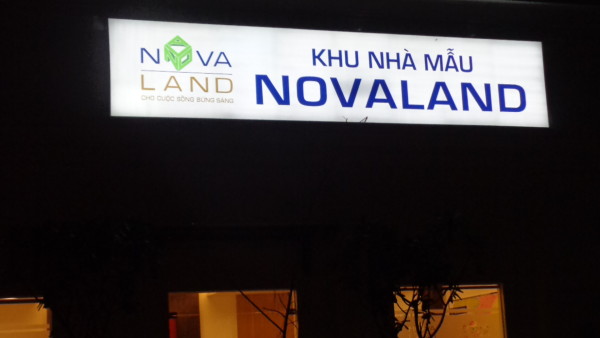 NOVA
LAND
CHO CUỘC SỐNG BỪNG SÁNG
KHU NHÀ MẪU
NOVALAND